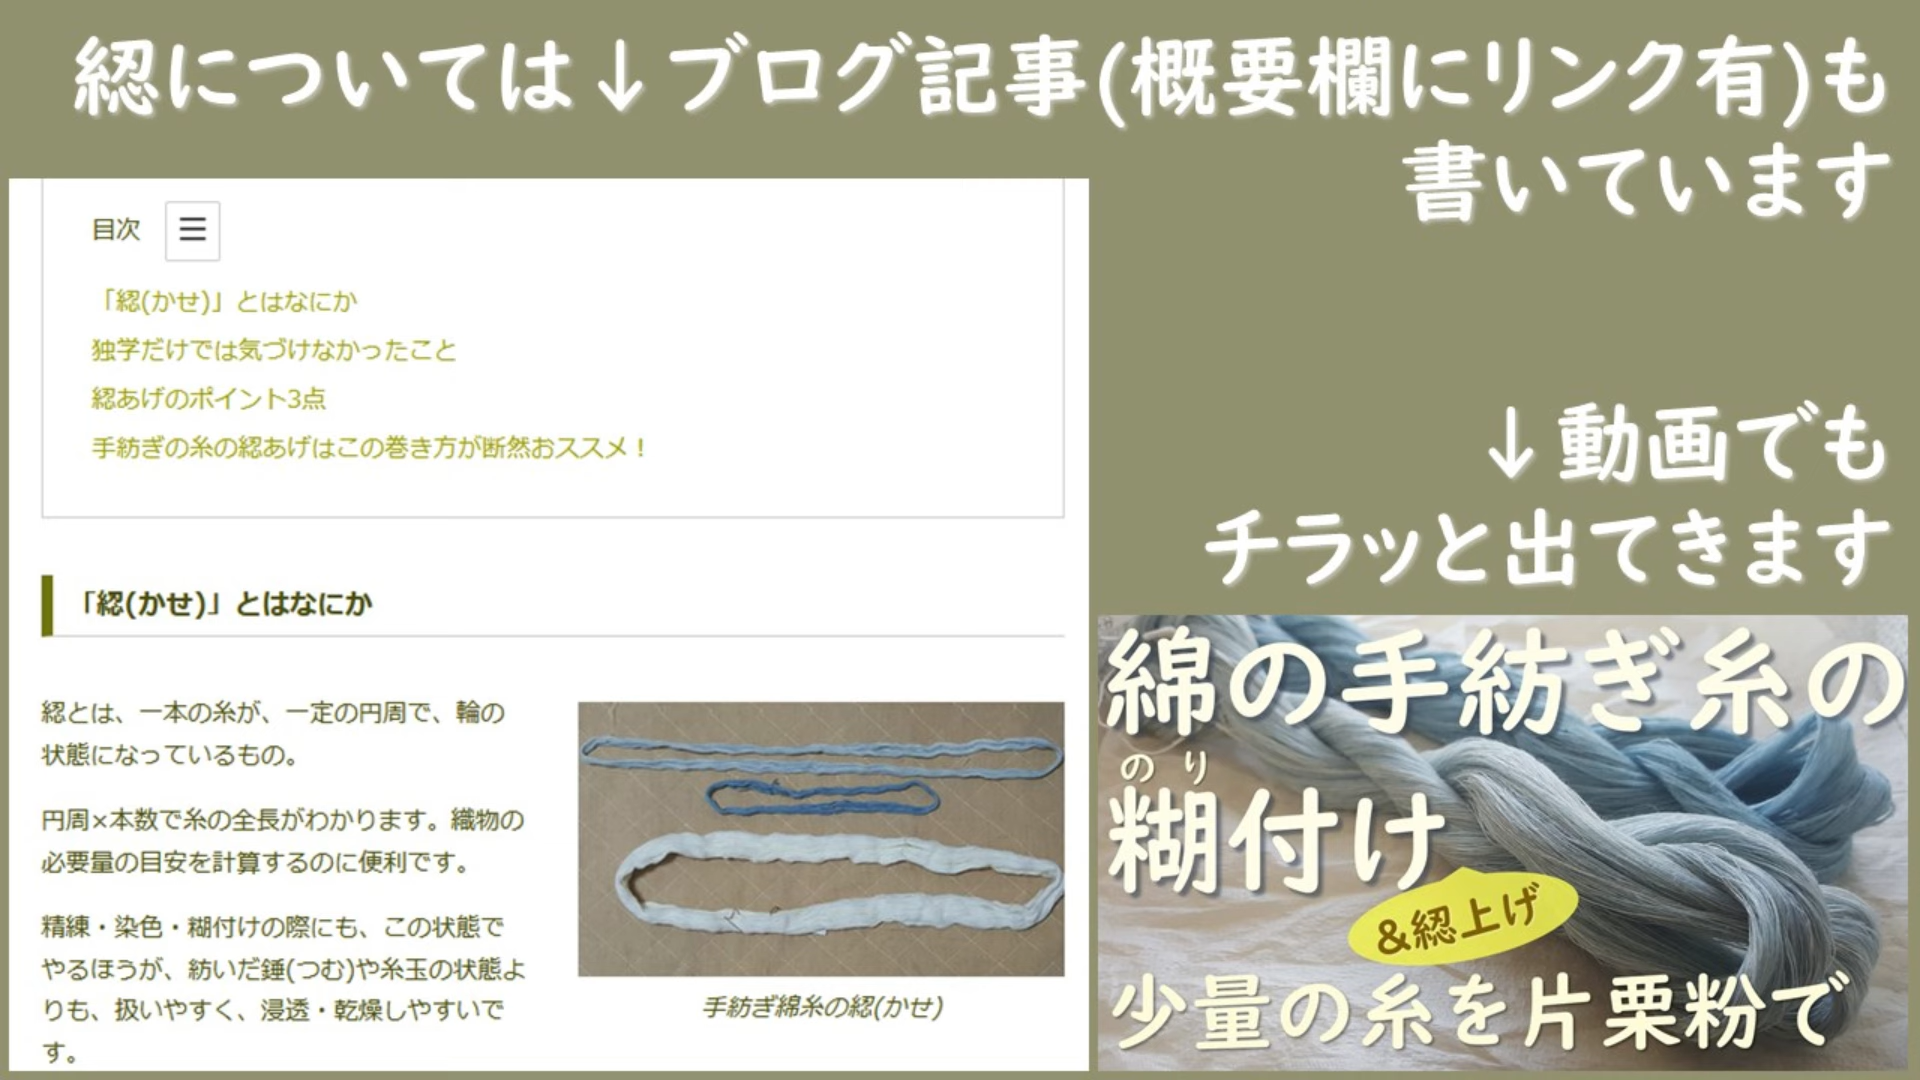 綛については↓ブログ記事(概要欄にリンク有)も
書いています
目次
「綛(かせ)」とはなにか
独学だけでは気づけなかったこと
綛あげのポイント3点
手紡ぎの糸の綛あげはこの巻き方が断然おススメ！
「綛(かせ)」とはなにか
綛とは、一本の糸が、一定の円周で、輪の
状態になっているもの。
円周×本数で糸の全長がわかります。織物の
必要量の目安を計算するのに便利です。
精練・染色・糊付けの際にも、この状態で
やるほうが、紡いだ錘(つむ)や糸玉の状態よ
りも、扱いやすく、浸透・乾燥しやすいで
す。
手紡ぎ綿糸の綛(かせ)
↓動画でも
チラッと出てきます
綿の手紡ぎ糸の
のり
糊付け
&綛上げ
少量の糸を片栗粉で